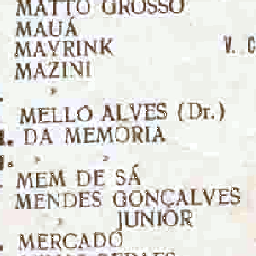 MATTO GROSSO
MAUÁ
MAYRINK V. C
MAZINI
»
MELLO ALVES (Dr.)
DA MEMORIA
» »
MEM DE SÁ
MENDES GONÇALVES
» JUNIOR
MERCADO